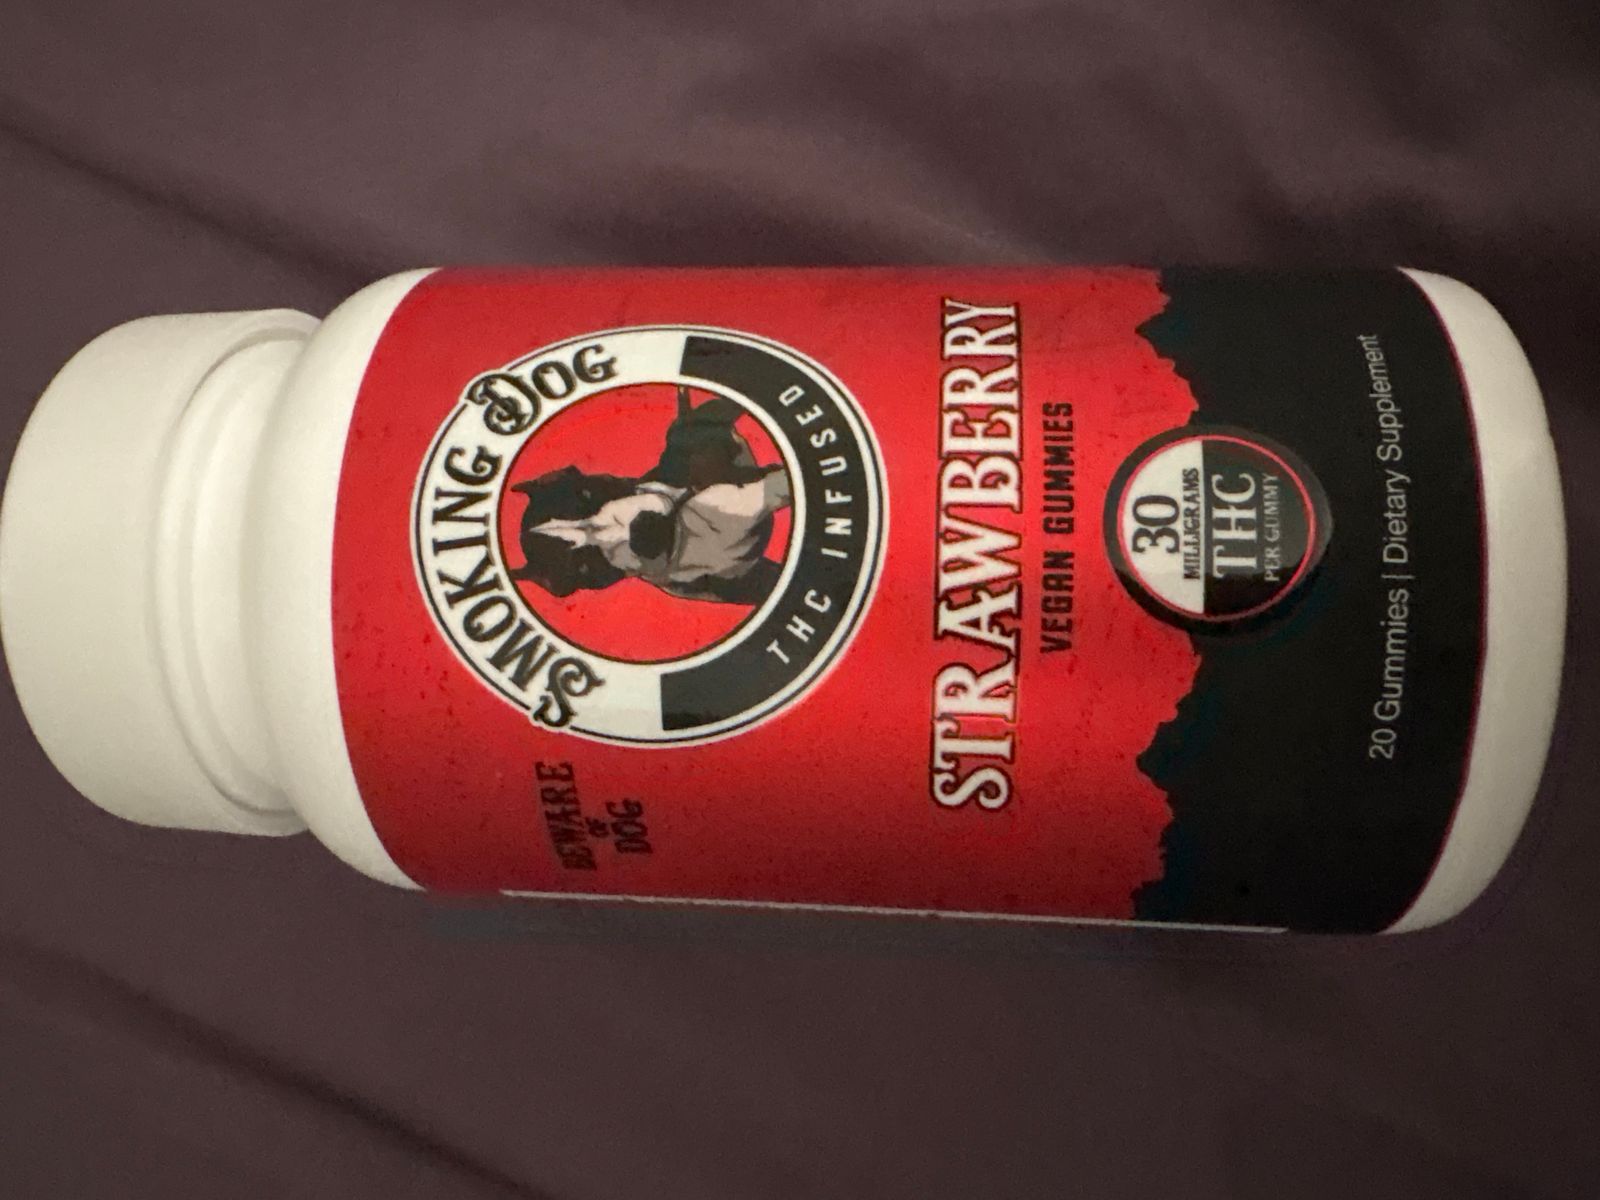 SMOKING DOG
THC INFUSED
BEWARE
OF
DOG
STRAWBERRY
VEGAN GUMMIES
30
MILLIGRAMS
THC
PER GUMMY
20 Gummies | Dietary Supplement